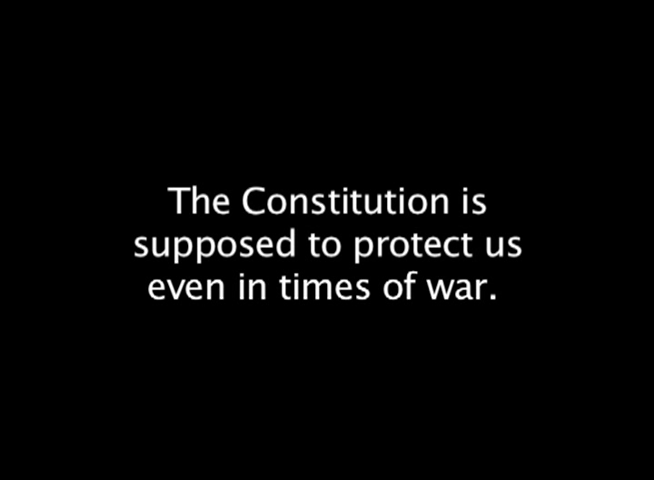 The Constitution is
supposed to protect us
even in times of war.